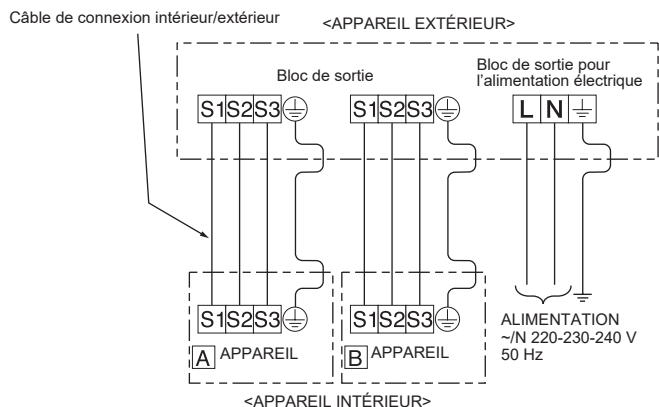 Câble de connexion intérieur/extérieur
<APPAREIL EXTÉRIEUR>
Bloc de sortie
Bloc de sortie pour
l'alimentation électrique
S1 S2 S3
S1 S2 S3
L N
S1 S2 S3
S1 S2 S3
A APPAREIL
B APPAREIL
ALIMENTATION
~/N 220-230-240 V
50 Hz
<APPAREIL INTÉRIEUR>